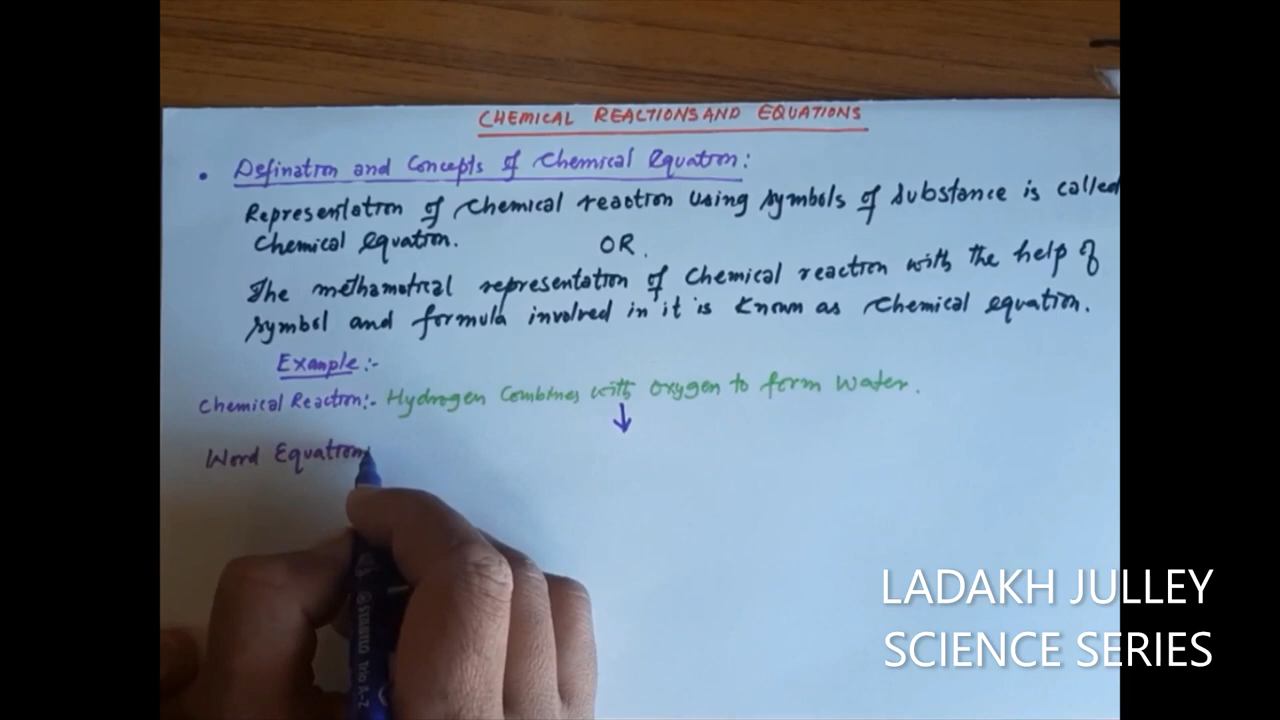 CHEMICAL REACTIONS AND EQUATIONS
• Defination and Concepts of Chemical Equation:
Representation of Chemical reaction using symbols of substance is called
Chemical equation. OR.
The methamatical representation of Chemical reaction with the help of
symbol and formula involved in it is known as Chemical equation.
Example:-
Chemical Reaction:- Hydrogen Combines with oxygen to form water.
↓
Word Equation
STABILO Trio A-Z
LADAKH JULLEY
SCIENCE SERIES